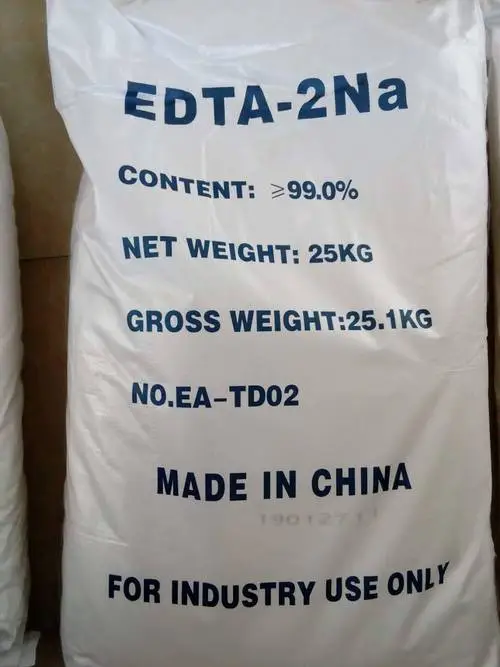 EDTA-2Na
CONTENT: ≥99.0%
NET WEIGHT: 25KG
GROSS WEIGHT:25.1KG
NO.EA-TD02
MADE IN CHINA
FOR INDUSTRY USE ONLY